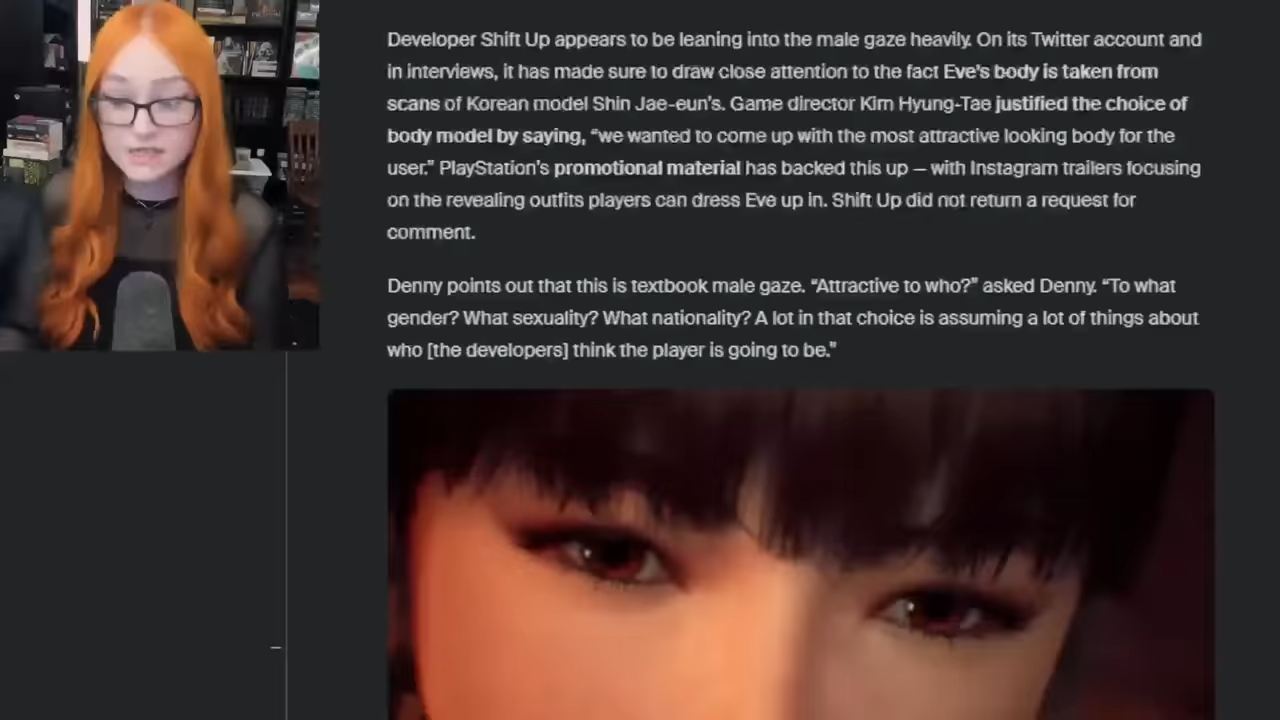 Developer Shift Up appears to be leaning into the male gaze heavily. On its Twitter account and
in interviews, it has made sure to draw close attention to the fact Eve's body is taken from
scans of Korean model Shin Jae-eun's. Game director Kim Hyung-Tae justified the choice of
body model by saying, “we wanted to come up with the most attractive looking body for the
user.” PlayStation's promotional material has backed this up — with Instagram trailers focusing
on the revealing outfits players can dress Eve up in. Shift Up did not return a request for
comment.
Denny points out that this is textbook male gaze. “Attractive to who?” asked Denny. “To what
gender? What sexuality? What nationality? A lot in that choice is assuming a lot of things about
who [the developers] think the player is going to be.”